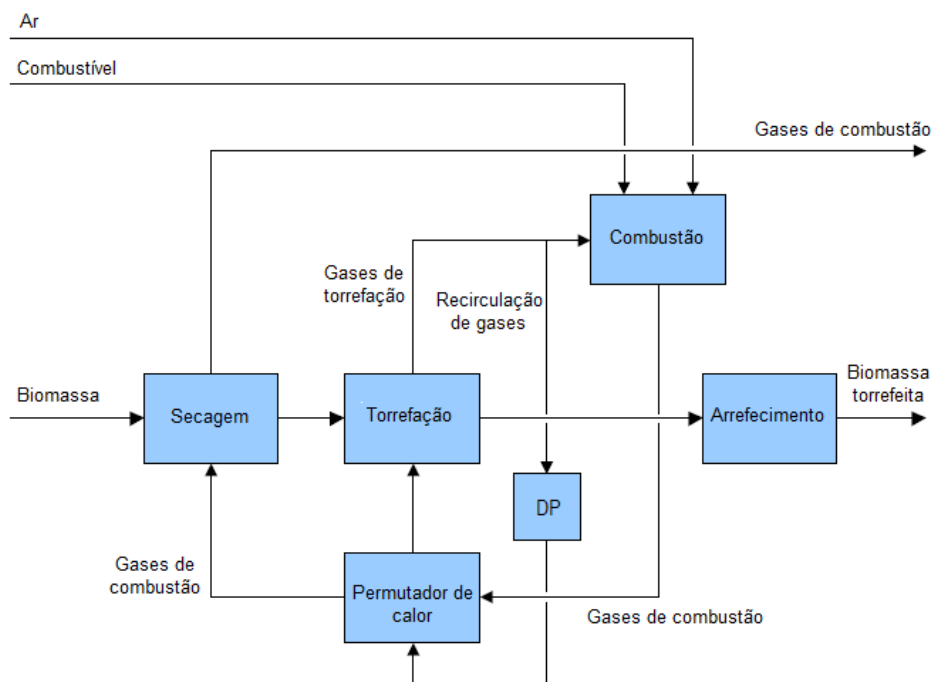 Ar
Combustível
Gases de combustão
Combustão
Gases de
torrefação
Recirculação
de gases
Biomassa
Secagem
Torrefação
Arrefecimento
Biomassa
torrefeita
DP
Gases de
combustão
Permutador de
calor
Gases de combustão